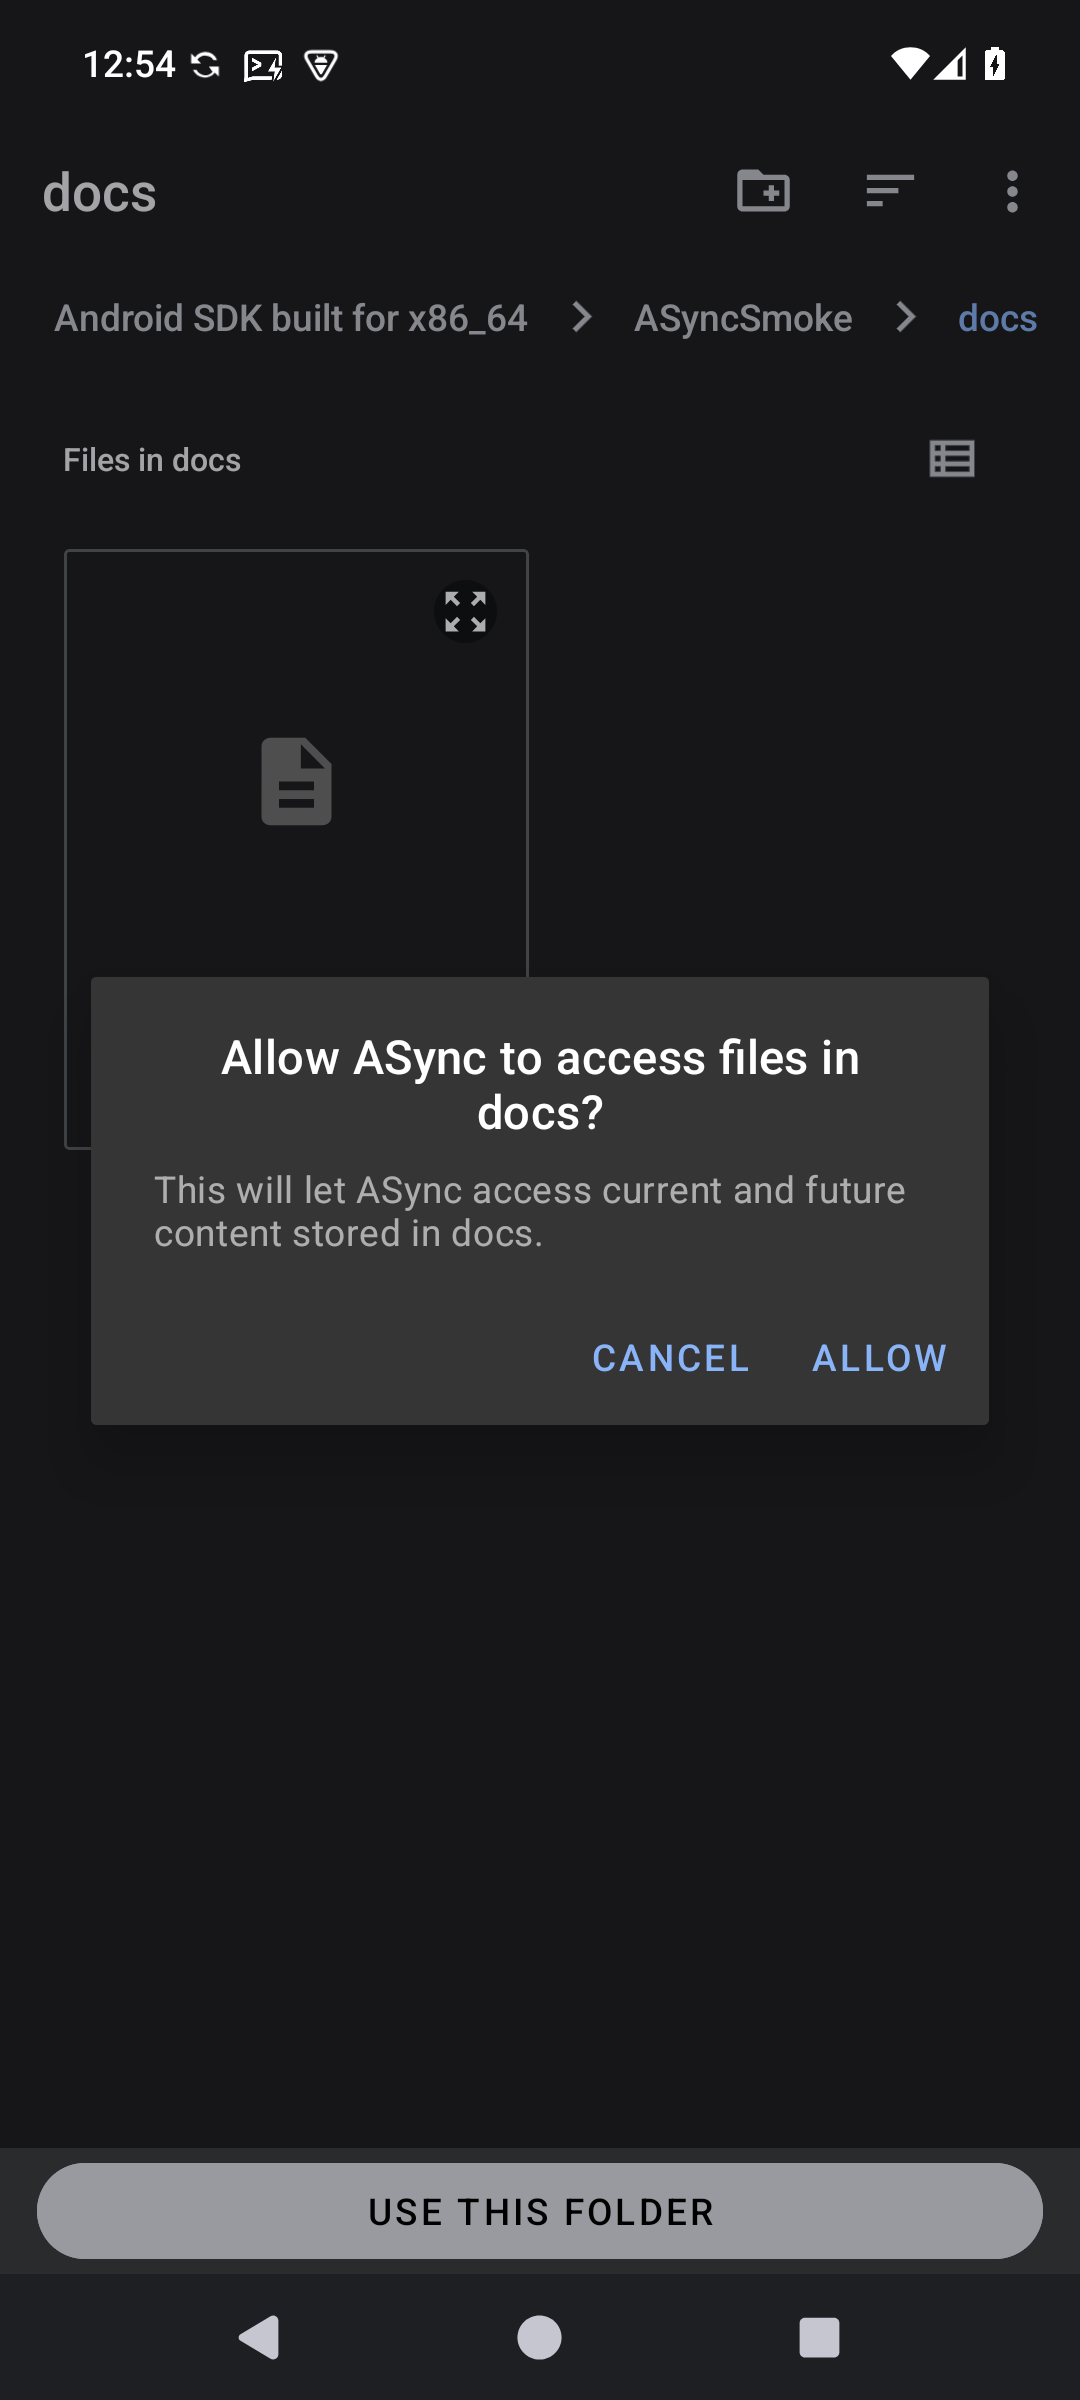 12:54
docs
Android SDK built for x86_64 ASyncSmoke docs
Files in docs
Allow ASync to access files in
docs?
This will let ASync access current and future
content stored in docs.
CANCEL ALLOW
USE THIS FOLDER